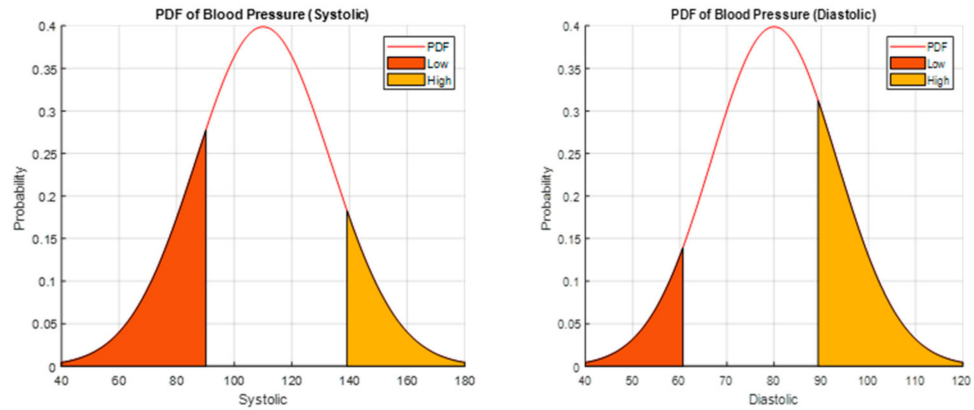 PDF of Blood Pressure (Systolic)
0.4
0.35
0.3
0.25
0.2
0.15
0.1
0.05
0
Probability
40 60 80 100 120 140 160 180
Systolic
PDF
Low
High
PDF of Blood Pressure (Diastolic)
0.4
0.35
0.3
0.25
0.2
0.15
0.1
0.05
0
Probability
40 50 60 70 80 90 100 110 120
Diastolic
PDF
Low
High